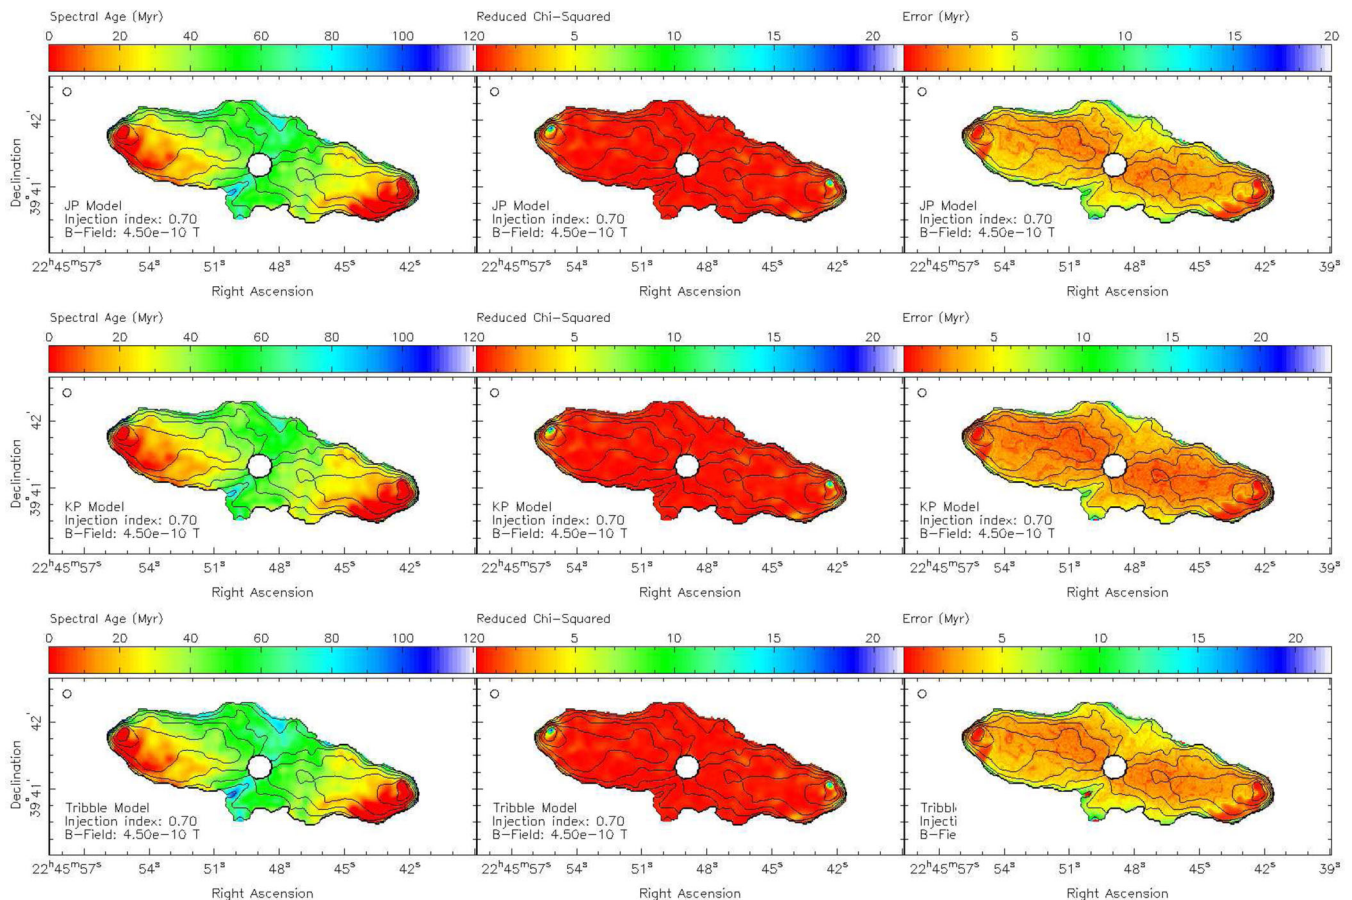 Spectral Age (Myr) Reduced Chi-Squared Error (Myr)
0 20 40 60 80 100 120 5 10 15 20 5 10 15 20
Declination
42'
39° 41'
JP Model JP Model JP Model
Injection index: 0.70 Injection index: 0.70 Injection index: 0.70
B-Field: 4.50e-10 T B-Field: 4.50e-10 T B-Field: 4.50e-10 T
22h45m57s 54s 51s 48s 45s 42s 22h45m57s 54s 51s 48s 45s 42s 22h45m57s 54s 51s 48s 45s 42s 39s
Right Ascension Right Ascension Right Ascension
Spectral Age (Myr) Reduced Chi-Squared Error (Myr)
0 20 40 60 80 100 120 5 10 15 20 5 10 15 20
Declination
42'
39° 41'
KP Model KP Model KP Model
Injection index: 0.70 Injection index: 0.70 Injection index: 0.70
B-Field: 4.50e-10 T B-Field: 4.50e-10 T B-Field: 4.50e-10 T
22h45m57s 54s 51s 48s 45s 42s 22h45m57s 54s 51s 48s 45s 42s 22h45m57s 54s 51s 48s 45s 42s 39s
Right Ascension Right Ascension Right Ascension
Spectral Age (Myr) Reduced Chi-Squared Error (Myr)
0 20 40 60 80 100 120 5 10 15 20 5 10 15 20
Declination
42'
39° 41'
Tribble Model Tribble Model Tribbl
Injection index: 0.70 Injection index: 0.70 Injecti
B-Field: 4.50e-10 T B-Field: 4.50e-10 T B-Fie
22h45m57s 54s 51s 48s 45s 42s 22h45m57s 54s 51s 48s 45s 42s 22h45m57s 54s 51s 48s 45s 42s 39s
Right Ascension Right Ascension Right Ascension